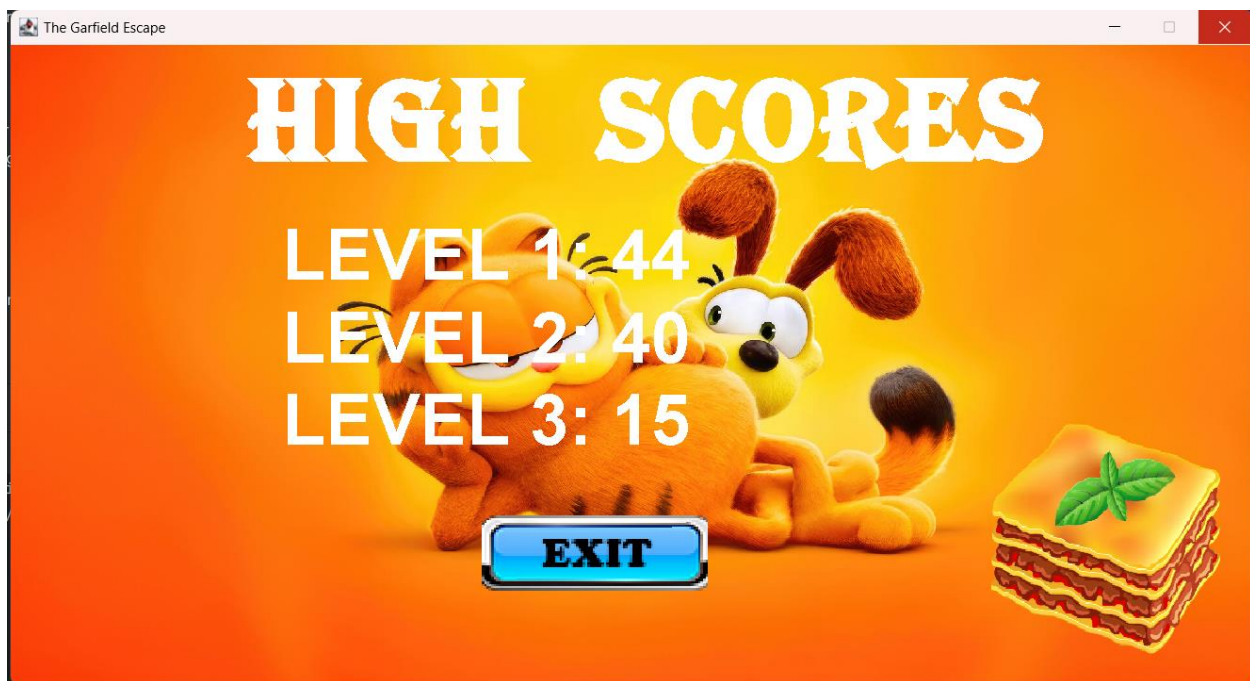 The Garfield Escape
HIGH SCORES
LEVEL 1: 44
LEVEL 2: 40
LEVEL 3: 15
EXIT